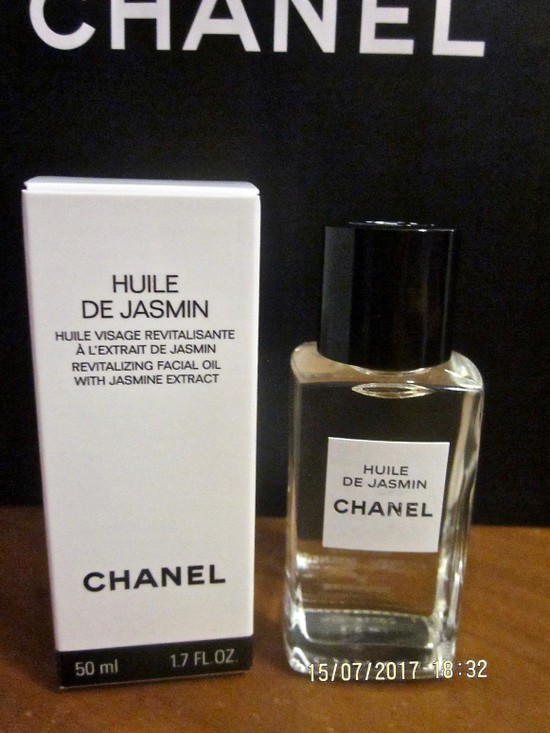 CHANEL
HUILE
DE JASMIN
HUILE VISAGE REVITALISANTE
À L'EXTRAIT DE JASMIN
REVITALIZING FACIAL OIL
WITH JASMINE EXTRACT
CHANEL
50 ml 1.7 FL.OZ.
HUILE
DE JASMIN
CHANEL
15/07/2017 18:32